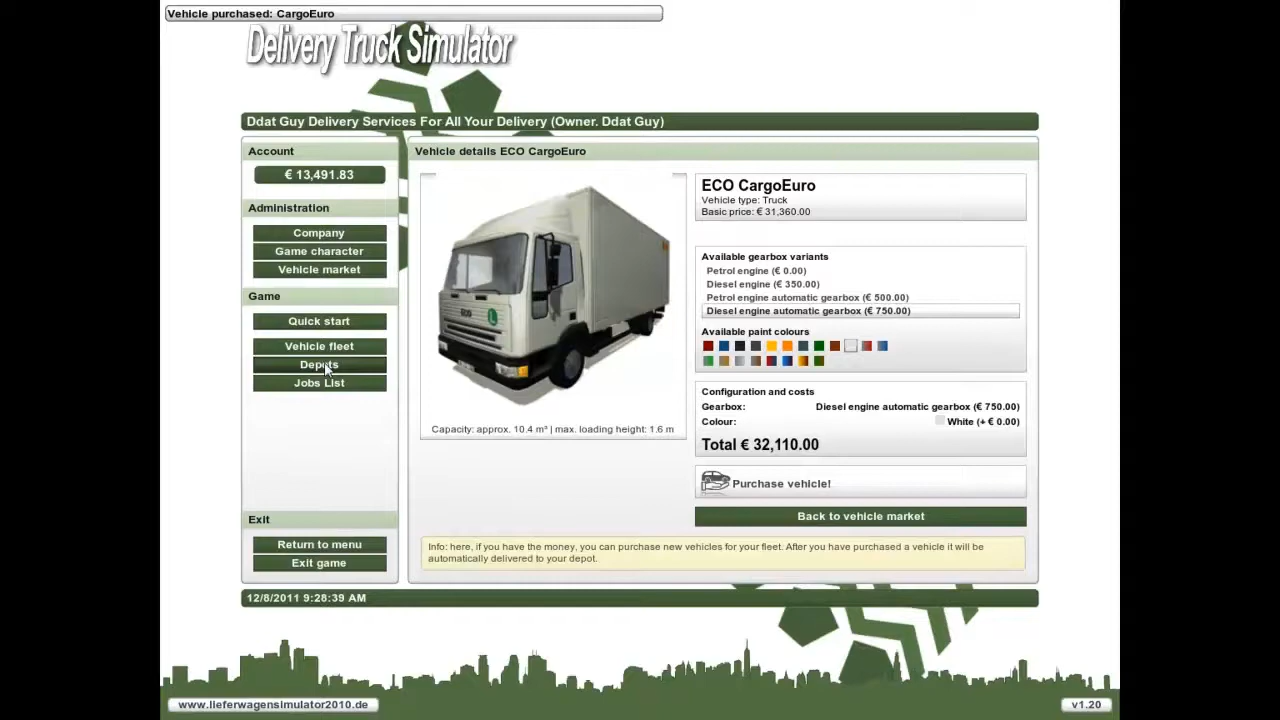 Vehicle purchased: CargoEuro
Delivery Truck Simulator
Ddat Guy Delivery Services For All Your Delivery (Owner. Ddat Guy)
Account
€ 13,491.83
Administration
Company
Game character
Vehicle market
Game
Quick start
Vehicle fleet
Depots
Jobs List
Exit
Return to menu
Exit game
Vehicle details ECO CargoEuro
ECO
L
Capacity: approx. 10.4 m³ | max. loading height: 1.6 m
ECO CargoEuro
Vehicle type: Truck
Basic price: € 31,360.00
Available gearbox variants
Petrol engine (€ 0.00)
Diesel engine (€ 350.00)
Petrol engine automatic gearbox (€ 500.00)
Diesel engine automatic gearbox (€ 750.00)
Available paint colours
Configuration and costs
Gearbox: Diesel engine automatic gearbox (€ 750.00)
Colour: White (+ € 0.00)
Total € 32,110.00
Purchase vehicle!
Back to vehicle market
Info: here, if you have the money, you can purchase new vehicles for your fleet. After you have purchased a vehicle it will be
automatically delivered to your depot.
12/8/2011 9:28:39 AM
www.lieferwagensimulator2010.de
v1.20